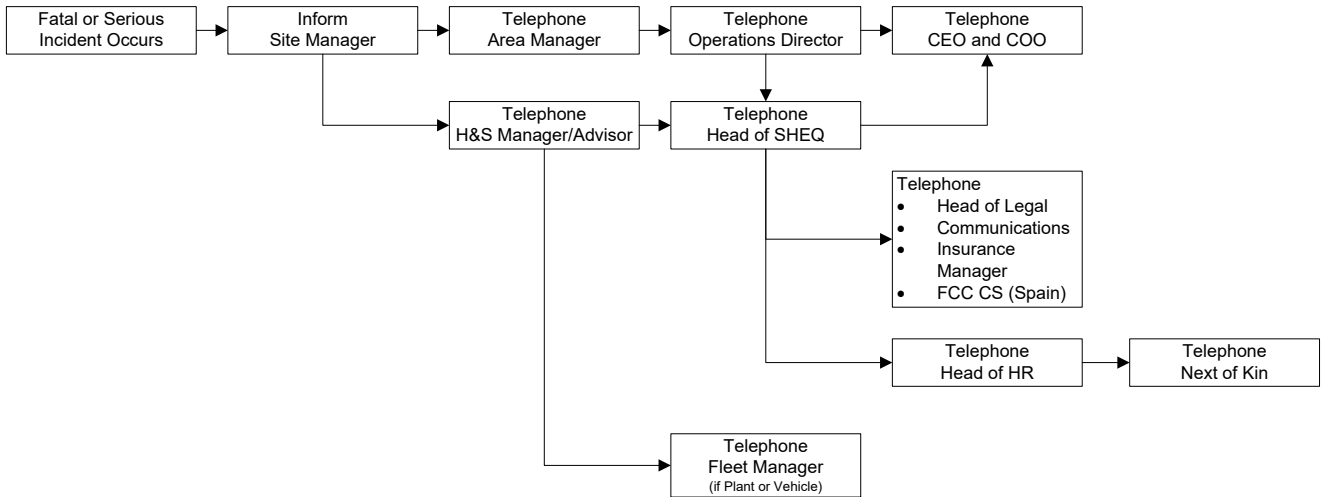 Fatal or Serious
Incident Occurs
Inform
Site Manager
Telephone
Area Manager
Telephone
Operations Director
Telephone
CEO and COO
Telephone
H&S Manager/Advisor
Telephone
Head of SHEQ
Telephone
• Head of Legal
• Communications
• Insurance
Manager
• FCC CS (Spain)
Telephone
Head of HR
Telephone
Next of Kin
Telephone
Fleet Manager
(if Plant or Vehicle)